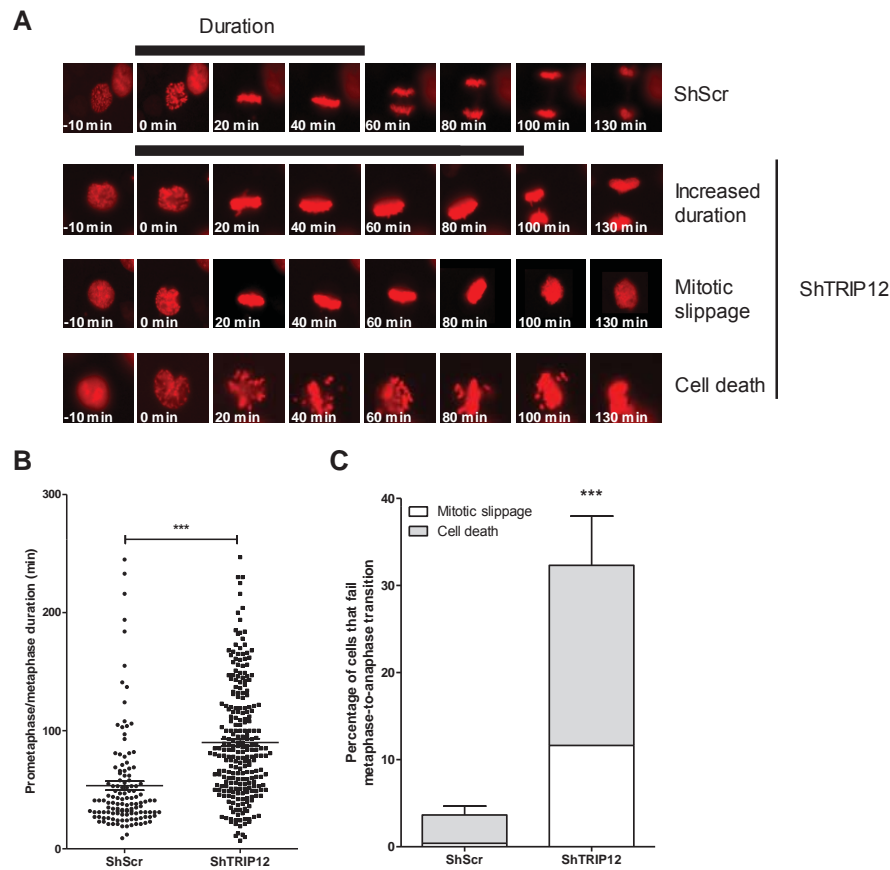 A
Duration
-10 min 0 min 20 min 40 min 60 min 80 min 100 min 130 min
ShScr
-10 min 0 min 20 min 40 min 60 min 80 min 100 min 130 min
Increased
duration
-10 min 0 min 20 min 40 min 60 min 80 min 100 min 130 min
Mitotic
slippage
ShTRIP12
-10 min 0 min 20 min 40 min 60 min 80 min 100 min 130 min
Cell death
B
Prometaphase/metaphase duration (min)
300
200
100
0
***
ShScr ShTRIP12
C
Percentage of cells that fail
metaphase-to-anaphase transition
40
30
20
10
0
Mitotic slippage
Cell death
***
ShScr ShTRIP12